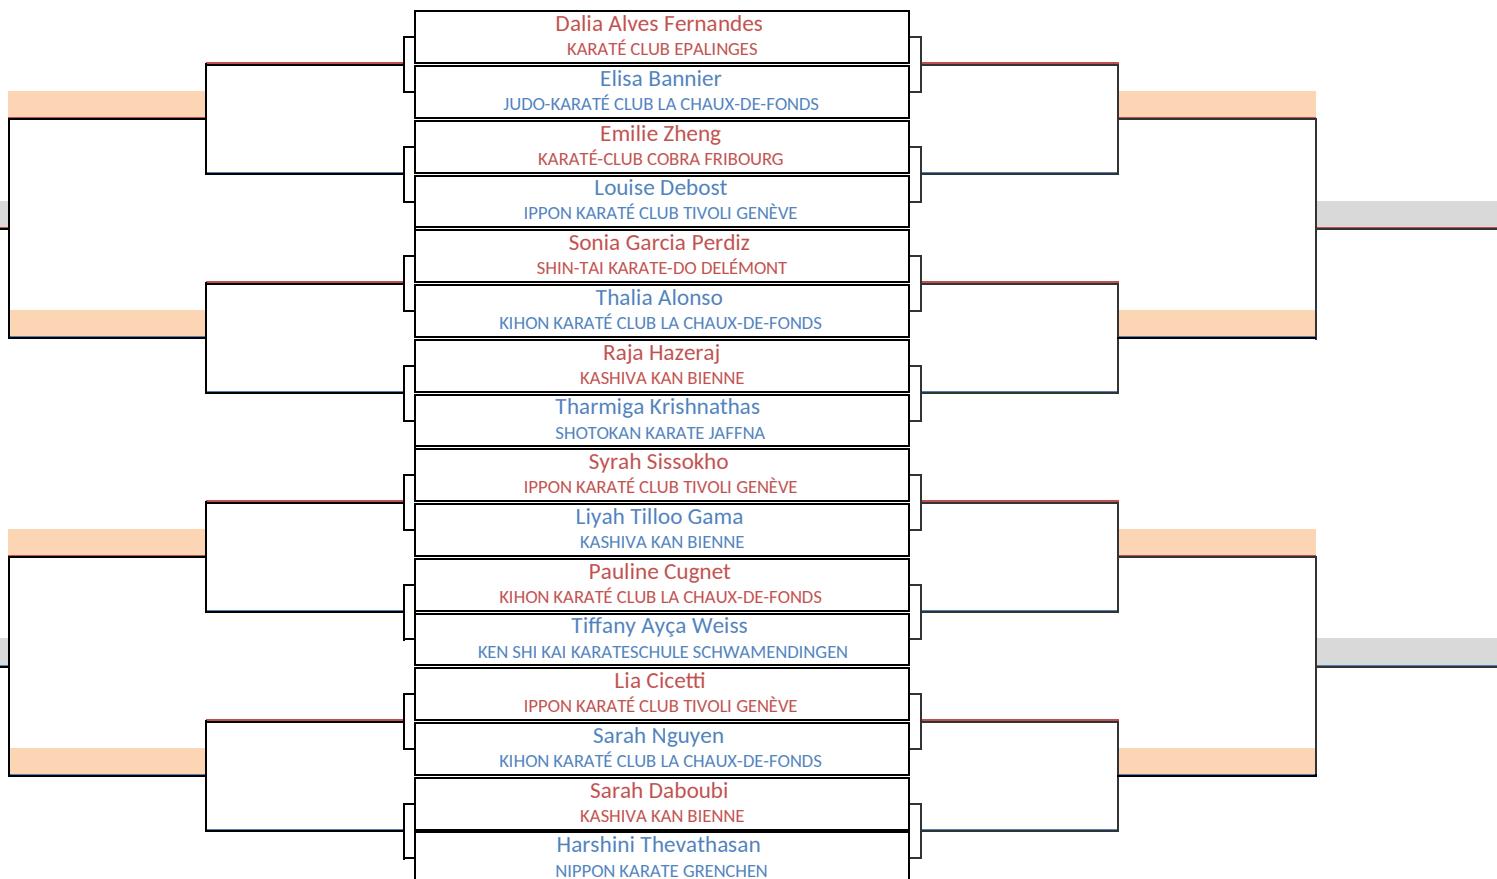 Dalia Alves Fernandes
KARATÉ CLUB EPALINGES
Elisa Bannier
JUDO-KARATÉ CLUB LA CHAUX-DE-FONDS
Emilie Zheng
KARATÉ-CLUB COBRA FRIBOURG
Louise Debost
IPPON KARATÉ CLUB TIVOLI GENÈVE
Sonia Garcia Perdiz
SHIN-TAI KARATE-DO DELÉMONT
Thalia Alonso
KIHON KARATÉ CLUB LA CHAUX-DE-FONDS
Raja Hazeraj
KASHIVA KAN BIENNE
Tharmiga Krishnathas
SHOTOKAN KARATE JAFFNA
Syrah Sissokho
IPPON KARATÉ CLUB TIVOLI GENÈVE
Liyah Tilloo Gama
KASHIVA KAN BIENNE
Pauline Cugnet
KIHON KARATÉ CLUB LA CHAUX-DE-FONDS
Tiffany Ayça Weiss
KEN SHI KAI KARATESCHULE SCHWAMENDINGEN
Lia Cicetti
IPPON KARATÉ CLUB TIVOLI GENÈVE
Sarah Nguyen
KIHON KARATÉ CLUB LA CHAUX-DE-FONDS
Sarah Daboubi
KASHIVA KAN BIENNE
Harshini Thevathasan
NIPPON KARATE GRENCHEN